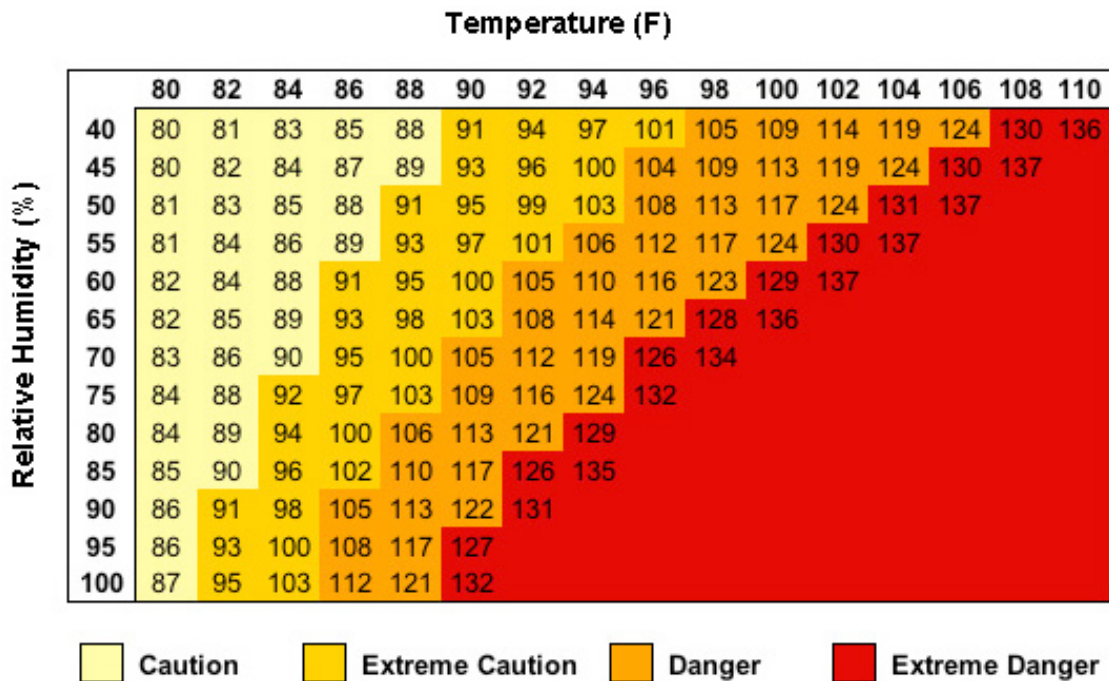 Temperature (F)
80 82 84 86 88 90 92 94 96 98 100 102 104 106 108 110
Relative Humidity (%)
40 80 81 83 85 88 91 94 97 101 105 109 114 119 124 130 136
45 80 82 84 87 89 93 96 100 104 109 113 119 124 130 137
50 81 83 85 88 91 95 99 103 108 113 117 124 131 137
55 81 84 86 89 93 97 101 106 112 117 124 130 137
60 82 84 88 91 95 100 105 110 116 123 129 137
65 82 85 89 93 98 103 108 114 121 128 136
70 83 86 90 95 100 105 112 119 126 134
75 84 88 92 97 103 109 116 124 132
80 84 89 94 100 106 113 121 129
85 85 90 96 102 110 117 126 135
90 86 91 98 105 113 122 131
95 86 93 100 108 117 127
100 87 95 103 112 121 132
Caution Extreme Caution Danger Extreme Danger